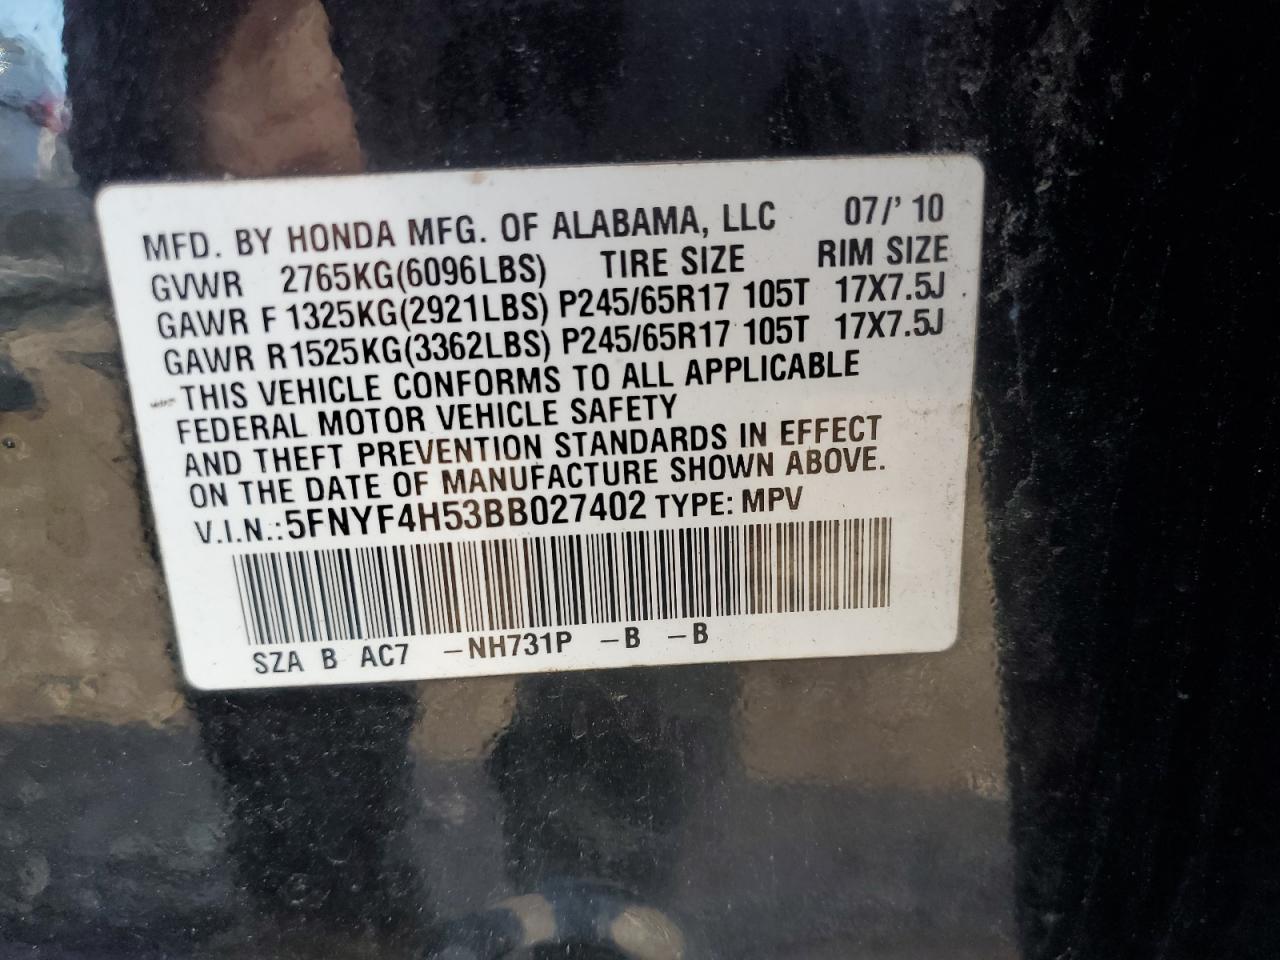 MFD. BY HONDA MFG. OF ALABAMA, LLC 07/' 10
GVWR 2765KG(6096LBS) TIRE SIZE RIM SIZE
GAWR F 1325KG(2921LBS) P245/65R17 105T 17X7.5J
GAWR R1525KG(3362LBS) P245/65R17 105T 17X7.5J
THIS VEHICLE CONFORMS TO ALL APPLICABLE
FEDERAL MOTOR VEHICLE SAFETY
AND THEFT PREVENTION STANDARDS IN EFFECT
ON THE DATE OF MANUFACTURE SHOWN ABOVE.
V.I.N.: 5FNYF4H53BB027402 TYPE: MPV
SZA B AC7 –NH731P –B –B